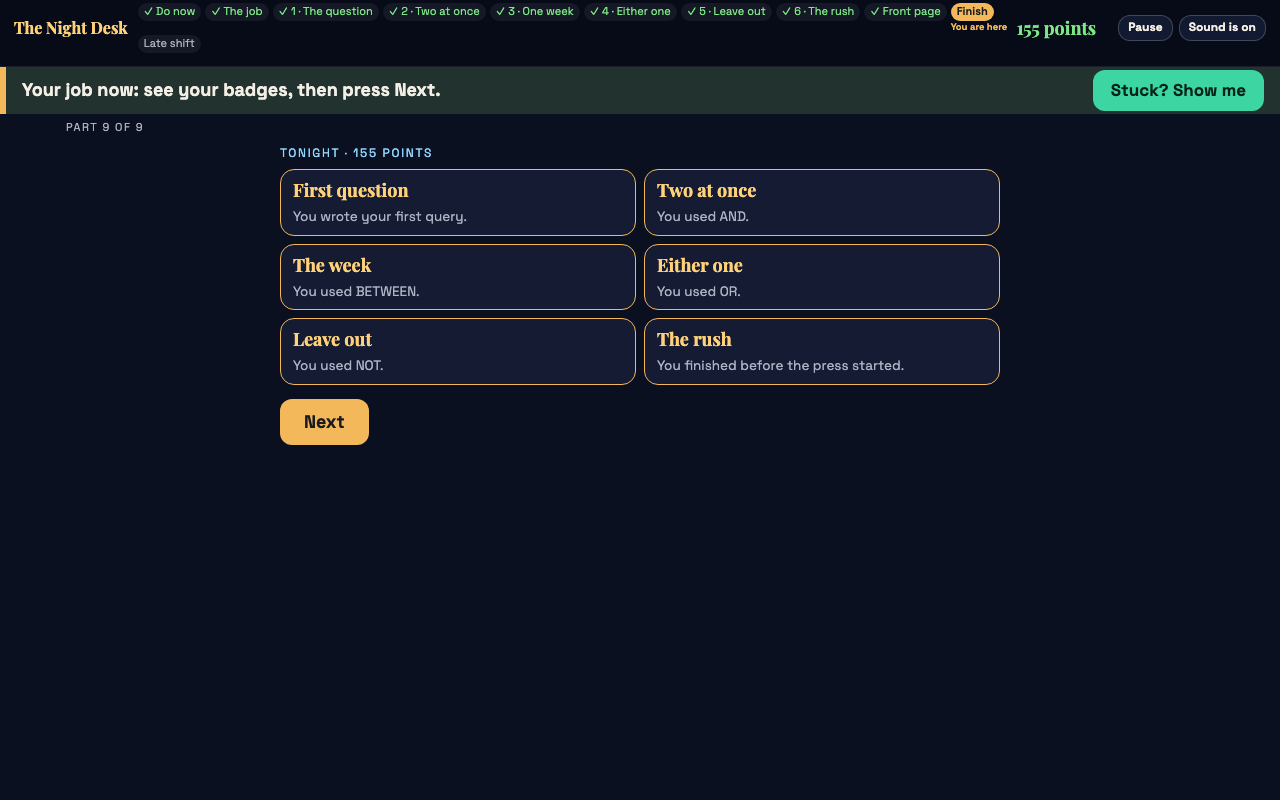 The Night Desk
✓ Do now ✓ The job ✓ 1 · The question ✓ 2 · Two at once ✓ 3 · One week ✓ 4 · Either one ✓ 5 · Leave out ✓ 6 · The rush ✓ Front page Finish
You are here
Late shift
155 points
Pause
Sound is on
Your job now: see your badges, then press Next.
Stuck? Show me
PART 9 OF 9
TONIGHT · 155 POINTS
First question
You wrote your first query.
Two at once
You used AND.
The week
You used BETWEEN.
Either one
You used OR.
Leave out
You used NOT.
The rush
You finished before the press started.
Next